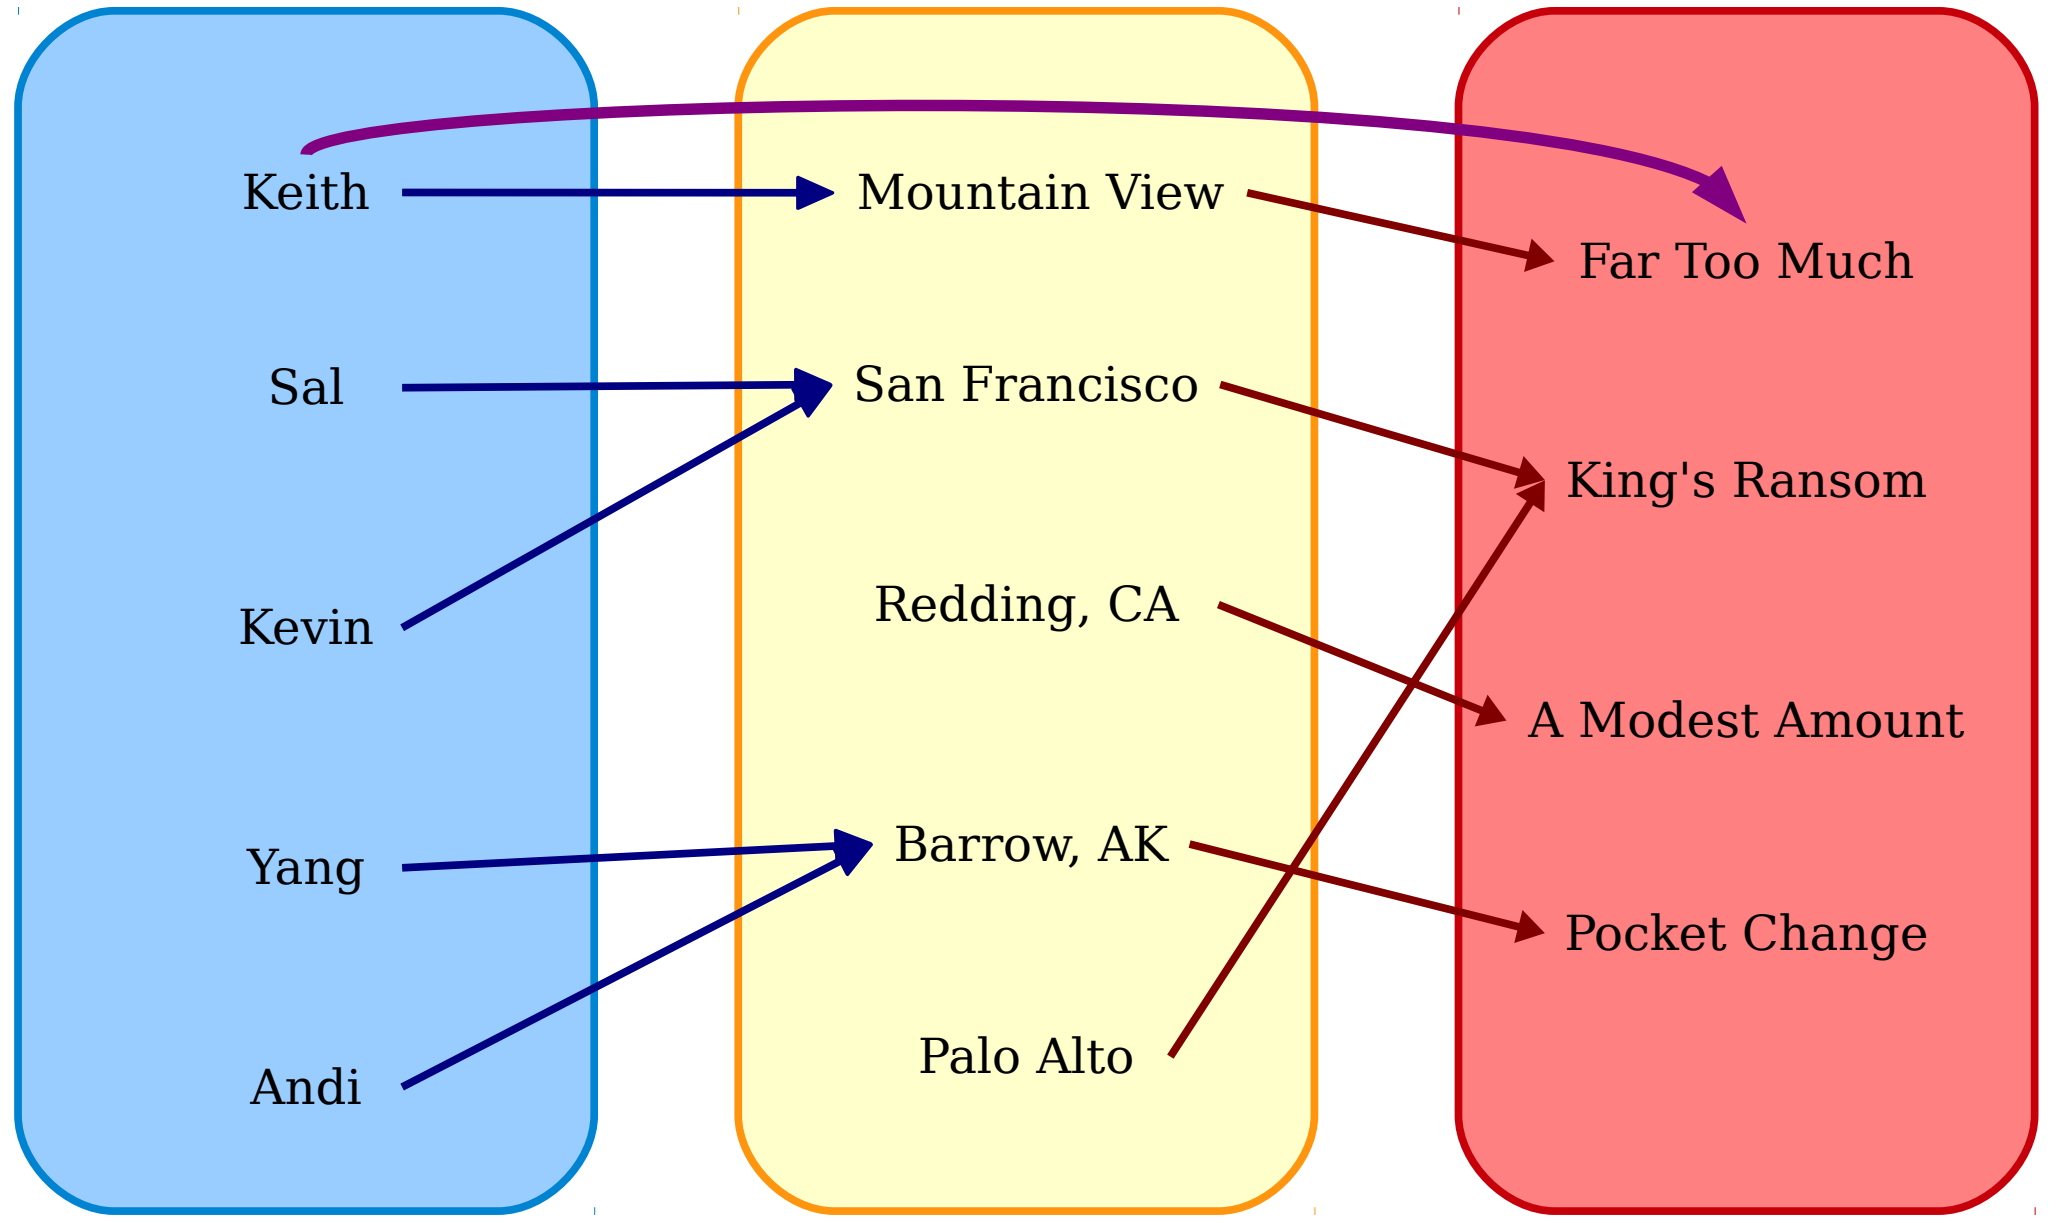 Keith
Sal
Kevin
Yang
Andi
Mountain View
San Francisco
Redding, CA
Barrow, AK
Palo Alto
Far Too Much
King's Ransom
A Modest Amount
Pocket Change